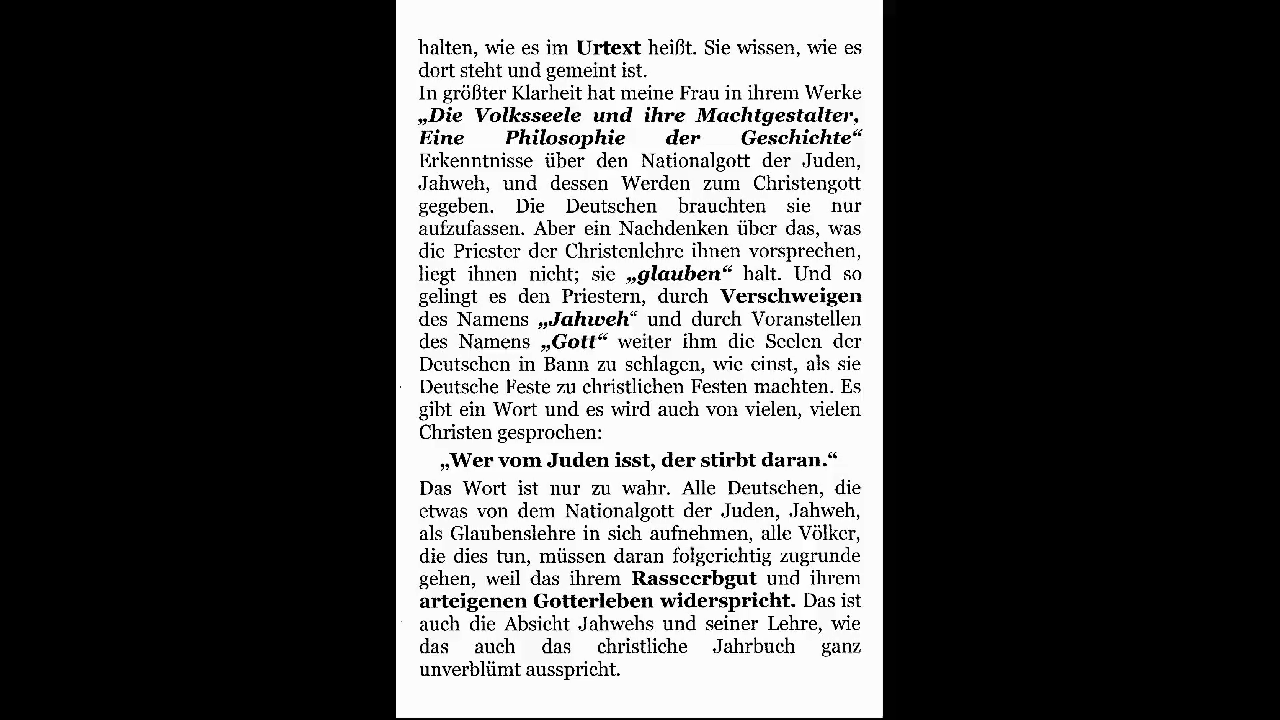 halten, wie es im Urtext heißt. Sie wissen, wie es
dort steht und gemeint ist.
In größter Klarheit hat meine Frau in ihrem Werke
„Die Volksseele und ihre Machtgestalter,
Eine Philosophie der Geschichte“
Erkenntnisse über den Nationalgott der Juden,
Jahweh, und dessen Werden zum Christengott
gegeben. Die Deutschen brauchten sie nur
aufzufassen. Aber ein Nachdenken über das, was
die Priester der Christenlehre ihnen vorsprechen,
liegt ihnen nicht; sie „glauben“ halt. Und so
gelingt es den Priestern, durch Verschweigen
des Namens „Jahweh“ und durch Voranstellen
des Namens „Gott“ weiter ihm die Seelen der
Deutschen in Bann zu schlagen, wie einst, als sie
Deutsche Feste zu christlichen Festen machten. Es
gibt ein Wort und es wird auch von vielen, vielen
Christen gesprochen:
„Wer vom Juden isst, der stirbt daran.“
Das Wort ist nur zu wahr. Alle Deutschen, die
etwas von dem Nationalgott der Juden, Jahweh,
als Glaubenslehre in sich aufnehmen, alle Völker,
die dies tun, müssen daran folgerichtig zugrunde
gehen, weil das ihrem Rasseerbgut und ihrem
arteigenen Gotterleben widerspricht. Das ist
auch die Absicht Jahwehs und seiner Lehre, wie
das auch das christliche Jahrbuch ganz
unverblümt ausspricht.